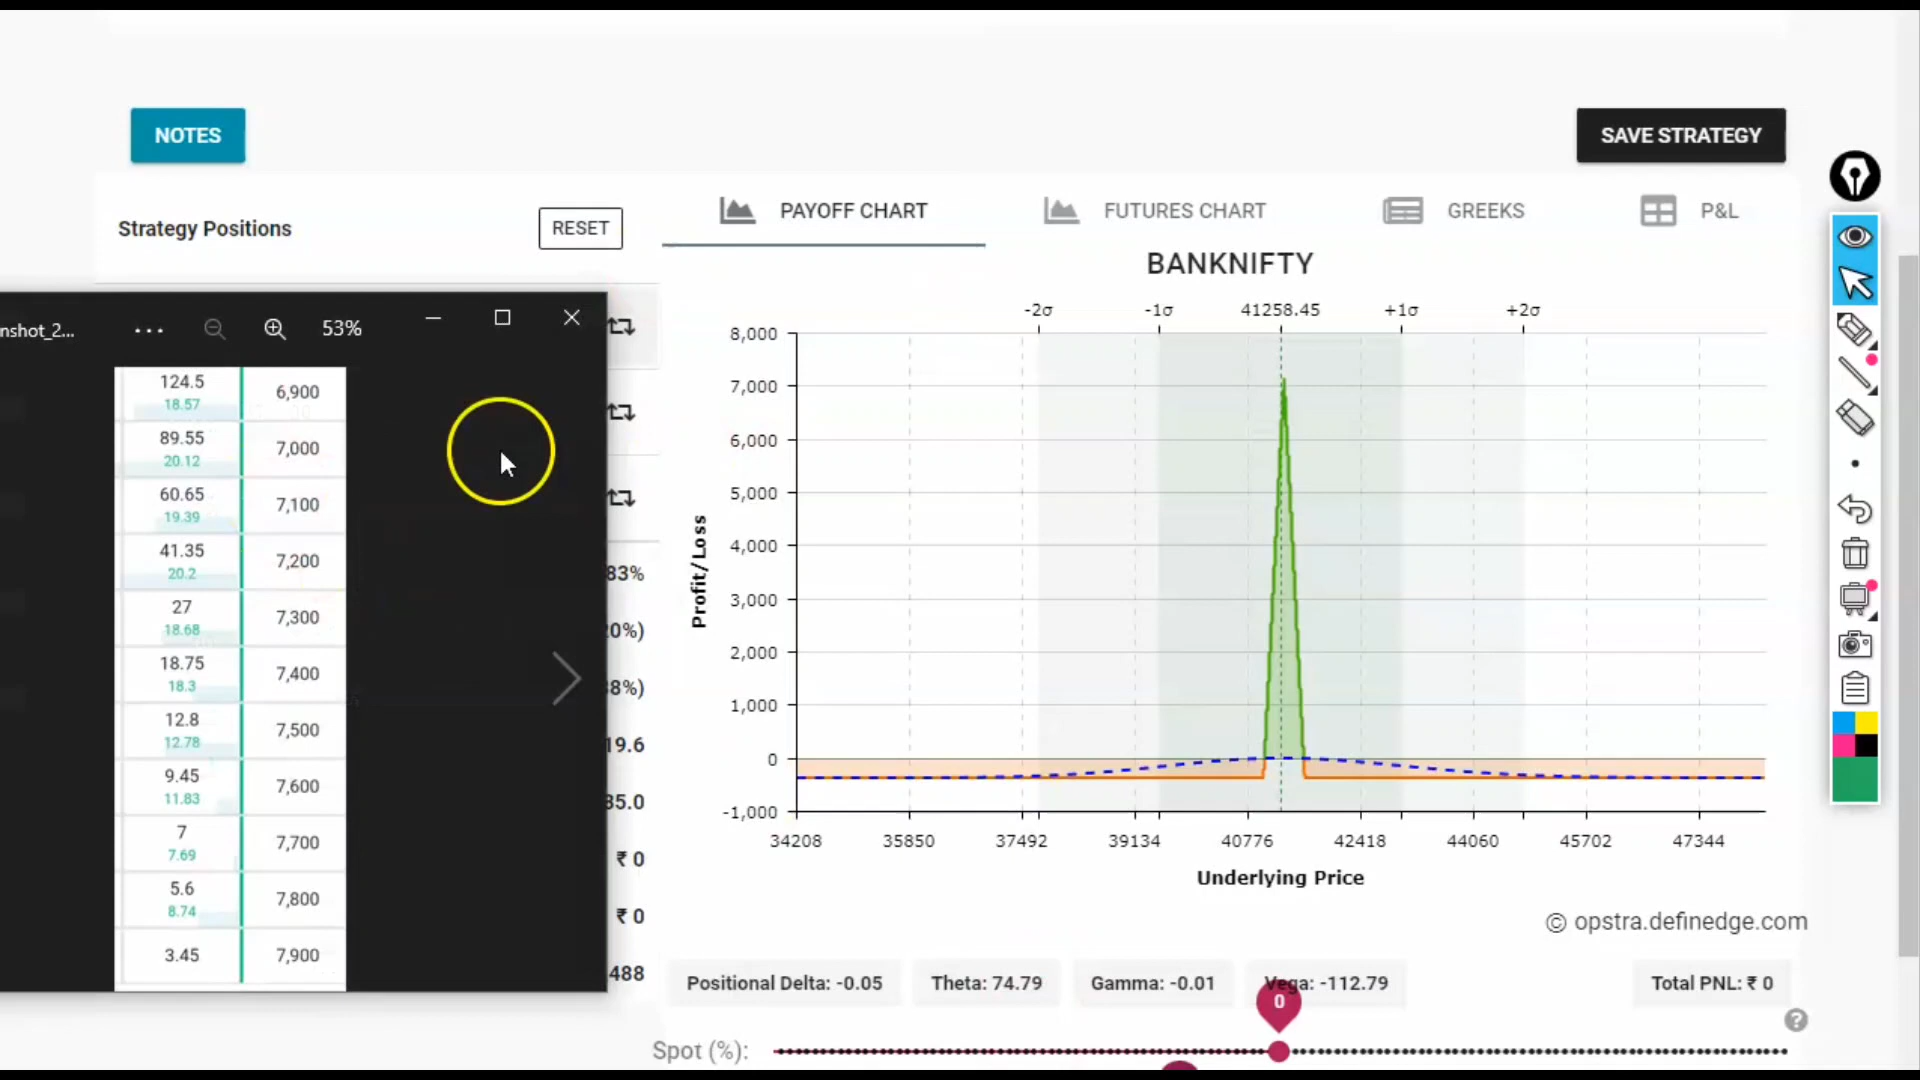 NOTES
SAVE STRATEGY
Strategy Positions
RESET
PAYOFF CHART
FUTURES CHART
GREEKS
P&L
BANKNIFTY
-2σ -1σ 41258.45 +1σ +2σ
8,000
7,000
6,000
5,000
4,000
3,000
2,000
1,000
0
-1,000
Profit/Loss
34208 35850 37492 39134 40776 42418 44060 45702 47344
Underlying Price
© opstra.definedge.com
Positional Delta: -0.05
Theta: 74.79
Gamma: -0.01
Vega: -112.79
Total PNL: ₹ 0
0
Spot (%):
nshot_2...
53%
124.5 6,900
18.57
89.55 7,000
20.12
60.65 7,100
19.39
41.35 7,200
20.2
27 7,300
18.68
18.75 7,400
18.3
12.8 7,500
12.78
9.45 7,600
11.83
7 7,700
7.69
5.6 7,800
8.74
3.45 7,900
83%
0%)
8%)
19.6
35.0
₹ 0
₹ 0
488